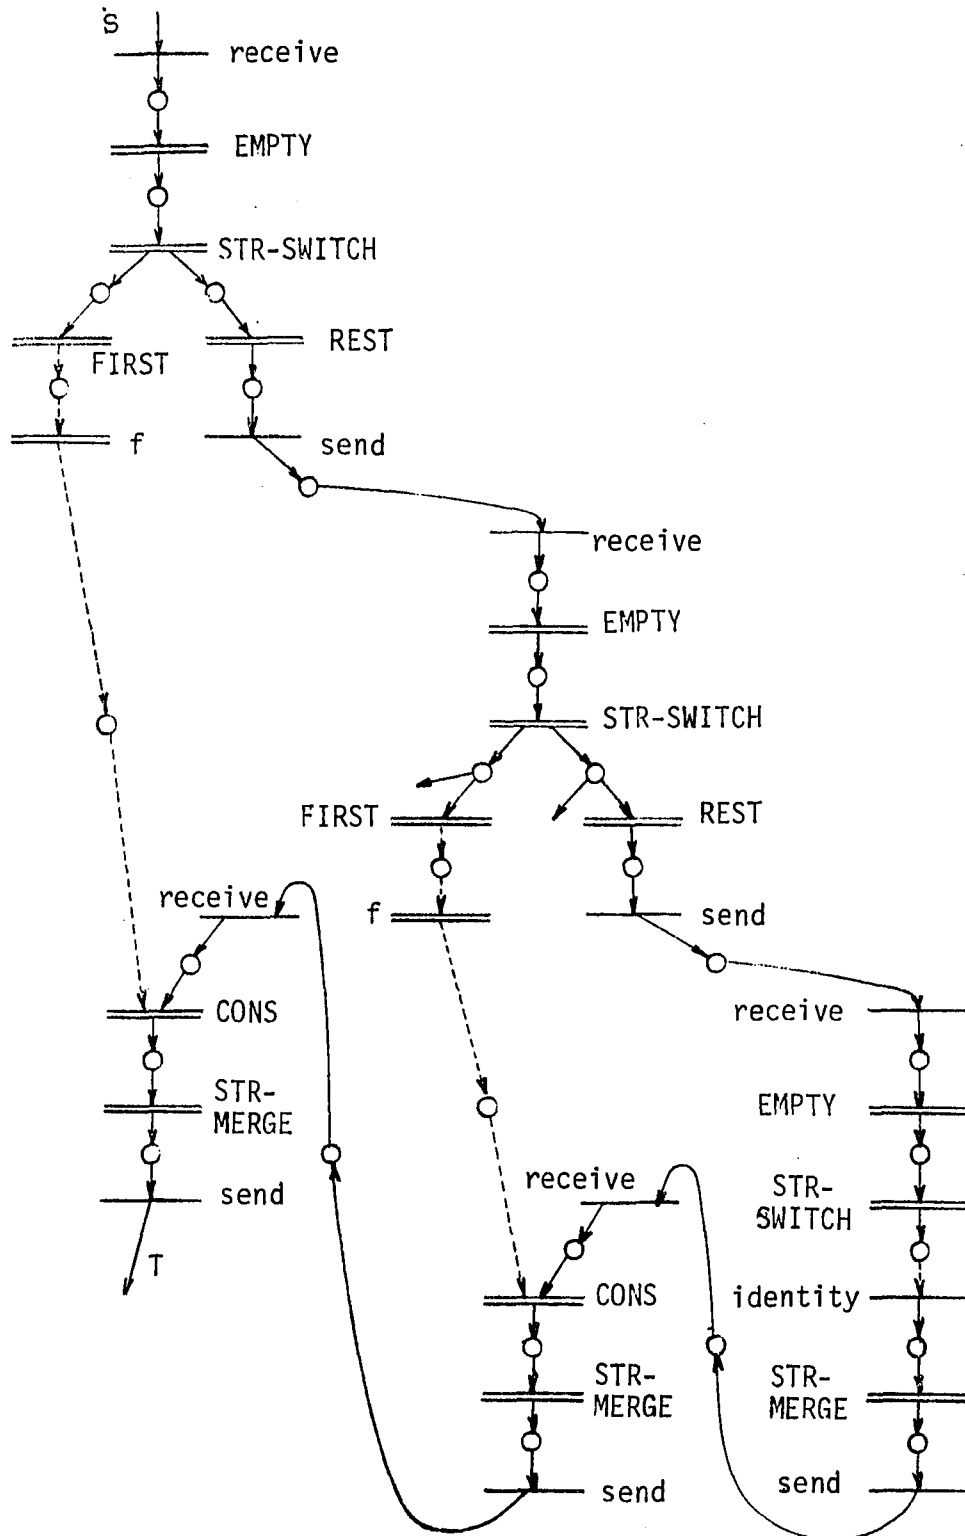 S
receive
EMPTY
STR-SWITCH
FIRST
REST
f
send
receive
EMPTY
STR-SWITCH
FIRST
REST
receive
f
send
CONS
receive
STR-
MERGE
EMPTY
send
receive
STR-
SWITCH
T
CONS
identity
STR-
MERGE
STR-
MERGE
send
send